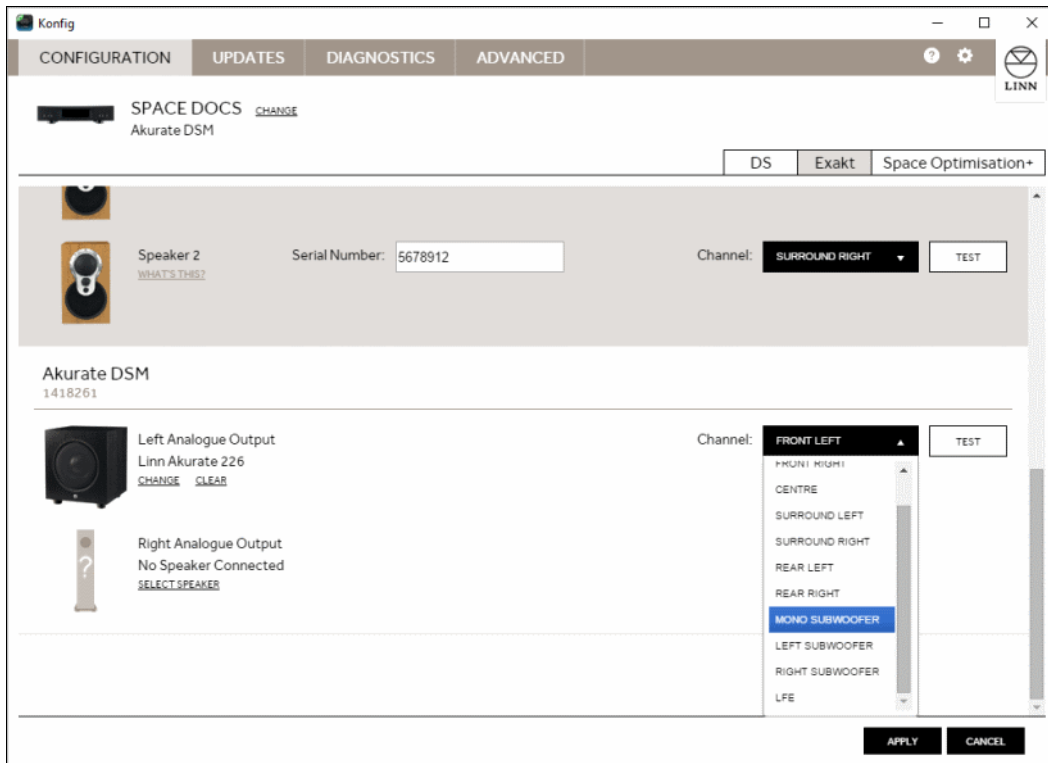 Konfig
CONFIGURATION UPDATES DIAGNOSTICS ADVANCED ?
LINN
SPACE DOCS CHANGE
Akurate DSM
DS Exakt Space Optimisation+
Speaker 2 Serial Number: 5678912 Channel: SURROUND RIGHT TEST
WHAT'S THIS?
Akurate DSM
1418261
Left Analogue Output Channel: FRONT LEFT TEST
Linn Akurate 226
CHANGE CLEAR
FRONT RIGHT
CENTRE
SURROUND LEFT
SURROUND RIGHT
REAR LEFT
REAR RIGHT
MONO SUBWOOFER
LEFT SUBWOOFER
RIGHT SUBWOOFER
LFE
?
Right Analogue Output
No Speaker Connected
SELECT SPEAKER
APPLY CANCEL